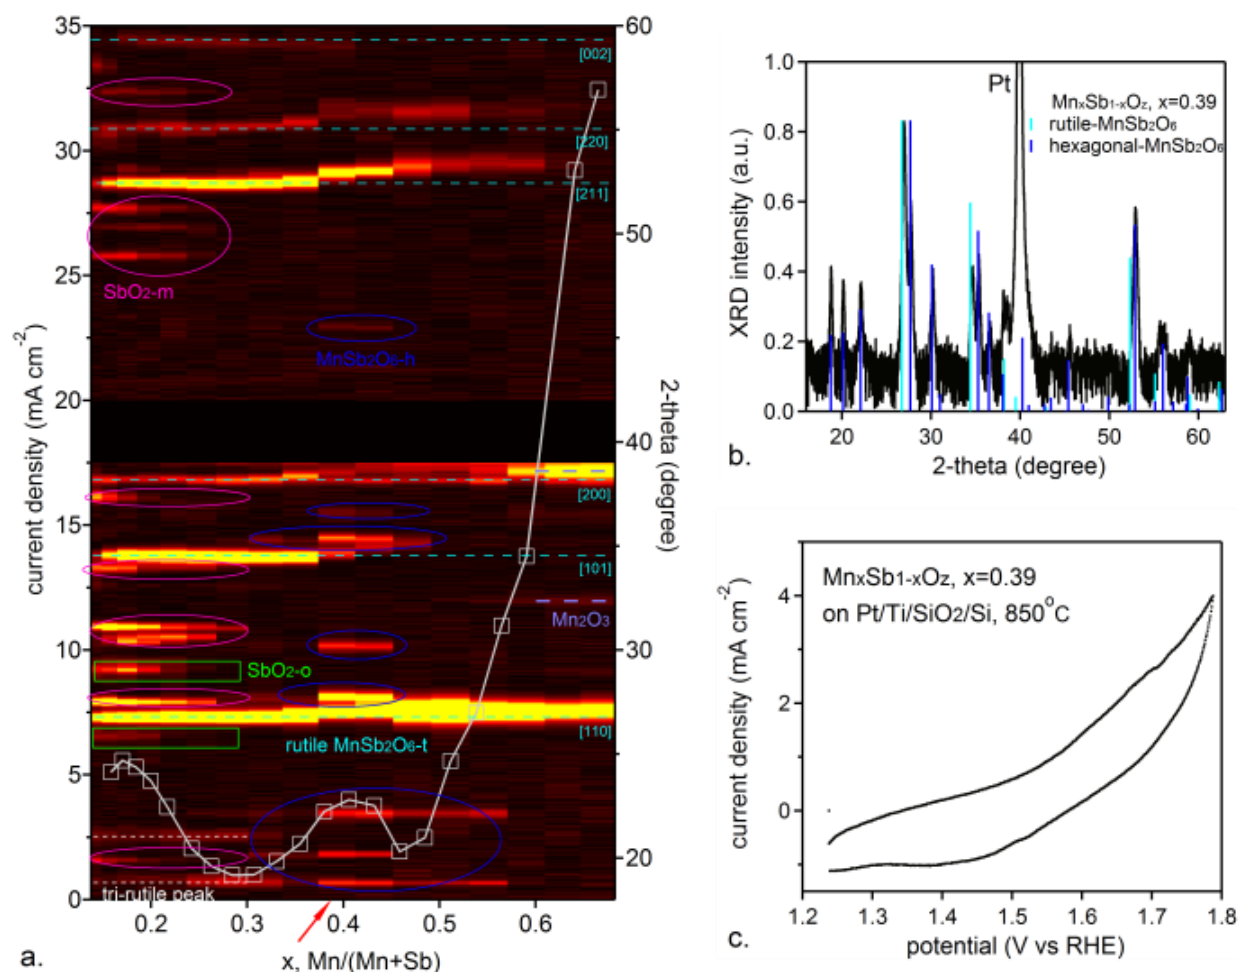 35
30
25
20
15
10
5
0
current density (mA cm⁻²)
60
50
40
30
20
2-theta (degree)
[002]
[220]
[211]
SbO₂-m
MnSb₂O₆-h
[200]
[101]
Mn₂O₃
SbO₂-o
rutile MnSb₂O₆-t
[110]
tri-rutile peak
0.2 0.3 0.4 0.5 0.6
x, Mn/(Mn+Sb)
a.
Pt
MnₓSb₁₋ₓO_z, x=0.39
rutile-MnSb₂O₆
hexagonal-MnSb₂O₆
1.0
0.8
0.6
0.4
0.2
0.0
XRD intensity (a.u.)
20 30 40 50 60
2-theta (degree)
b.
MnₓSb₁₋ₓO_z, x=0.39
on Pt/Ti/SiO₂/Si, 850°C
4
2
0
current density (mA cm⁻²)
1.2 1.3 1.4 1.5 1.6 1.7 1.8
potential (V vs RHE)
c.